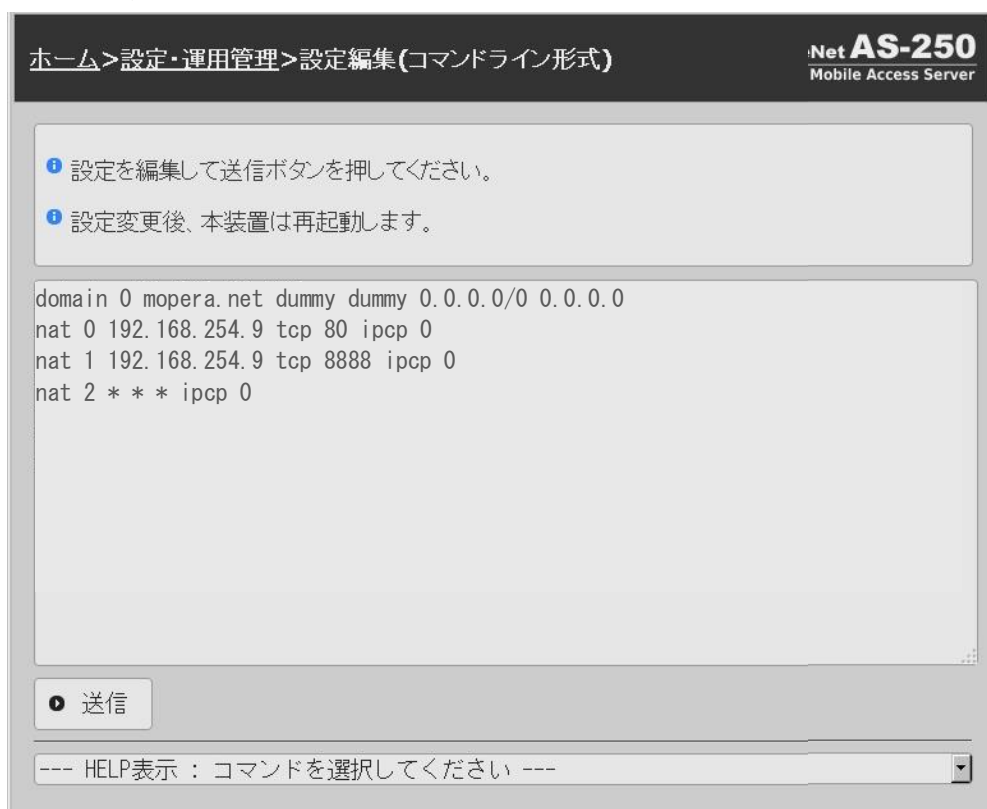 ホーム>設定・運用管理>設定編集(コマンドライン形式)
Net AS-250
Mobile Access Server
設定を編集して送信ボタンを押してください。
設定変更後、本装置は再起動します。
domain 0 mopera.net dummy dummy 0.0.0.0/0 0.0.0.0
nat 0 192.168.254.9 tcp 80 ipcp 0
nat 1 192.168.254.9 tcp 8888 ipcp 0
nat 2 * * * ipcp 0
送信
--- HELP表示 : コマンドを選択してください ---